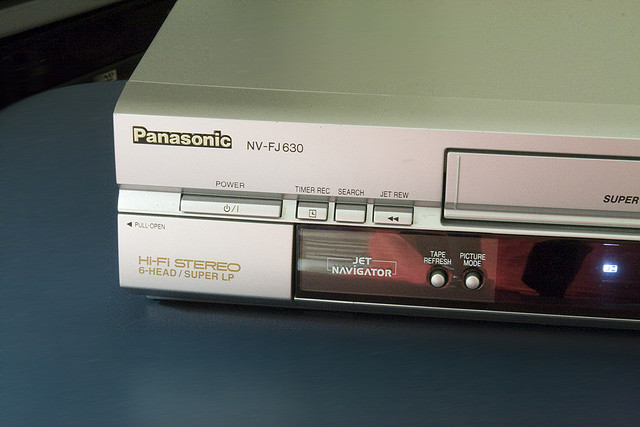 Panasonic NV-FJ630
POWER TIMER REC SEARCH JET REW
SUPER
◄ PULL-OPEN
Hi-Fi STEREO
6-HEAD / SUPER LP
JET
NAVIGATOR
TAPE
REFRESH
PICTURE
MODE